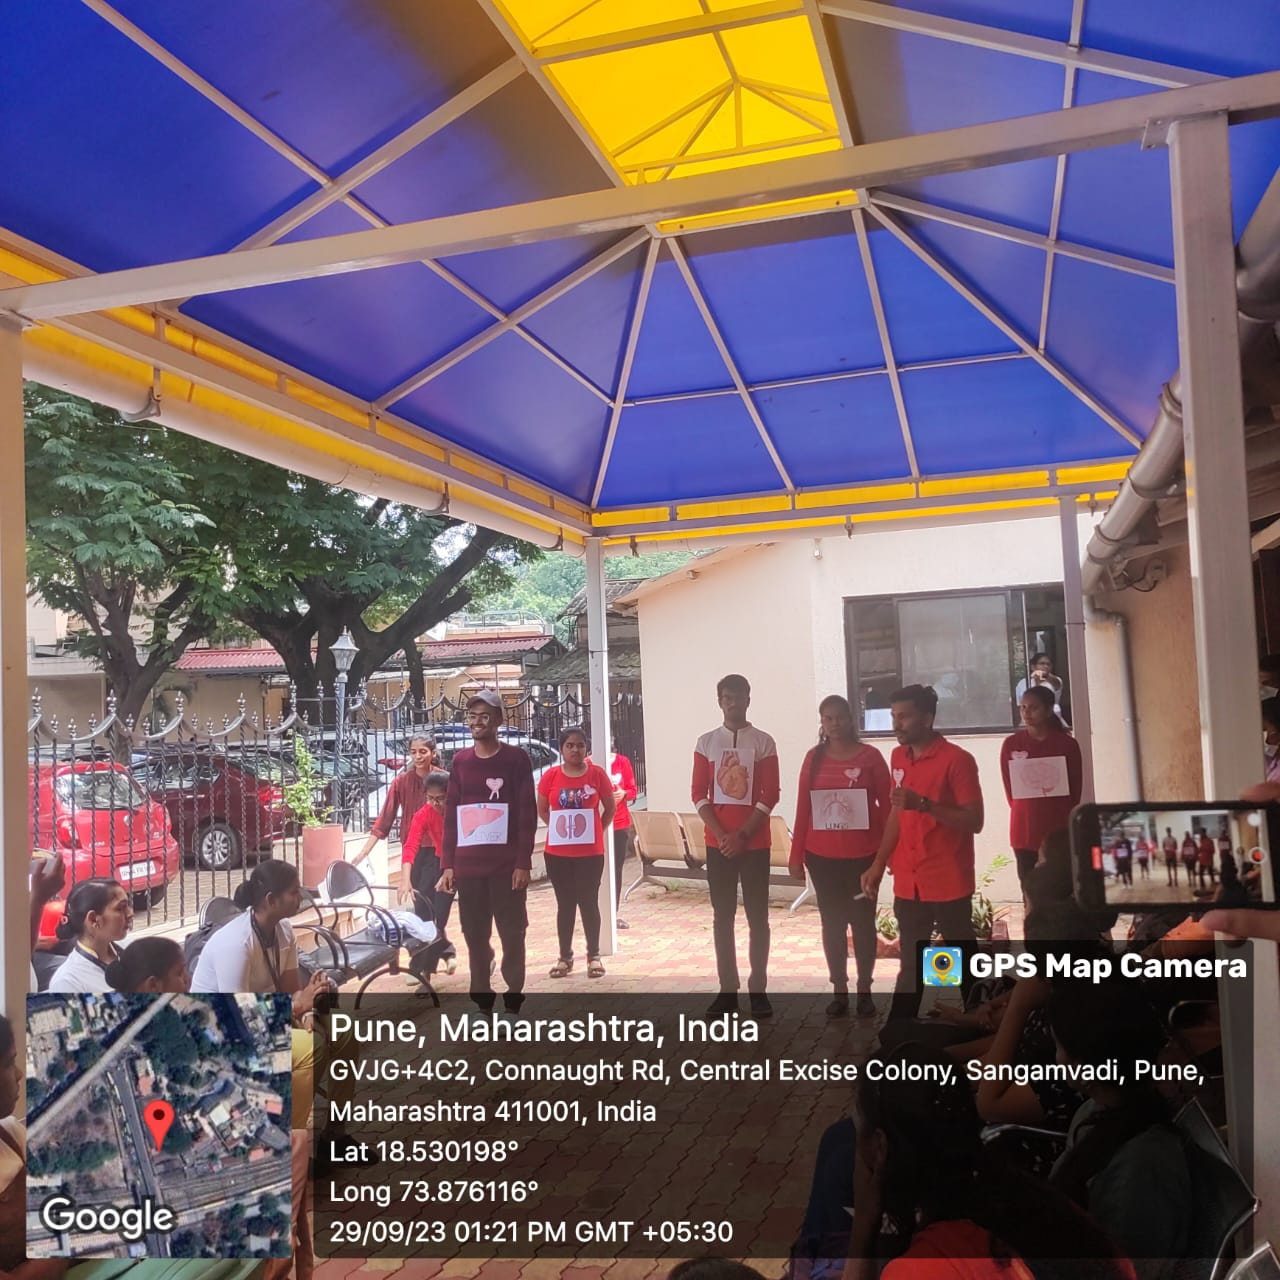 LIVER
LUNGS
GPS Map Camera
Pune, Maharashtra, India
GVJG+4C2, Connaught Rd, Central Excise Colony, Sangamvadi, Pune,
Maharashtra 411001, India
Lat 18.530198°
Long 73.876116°
29/09/23 01:21 PM GMT +05:30
Google